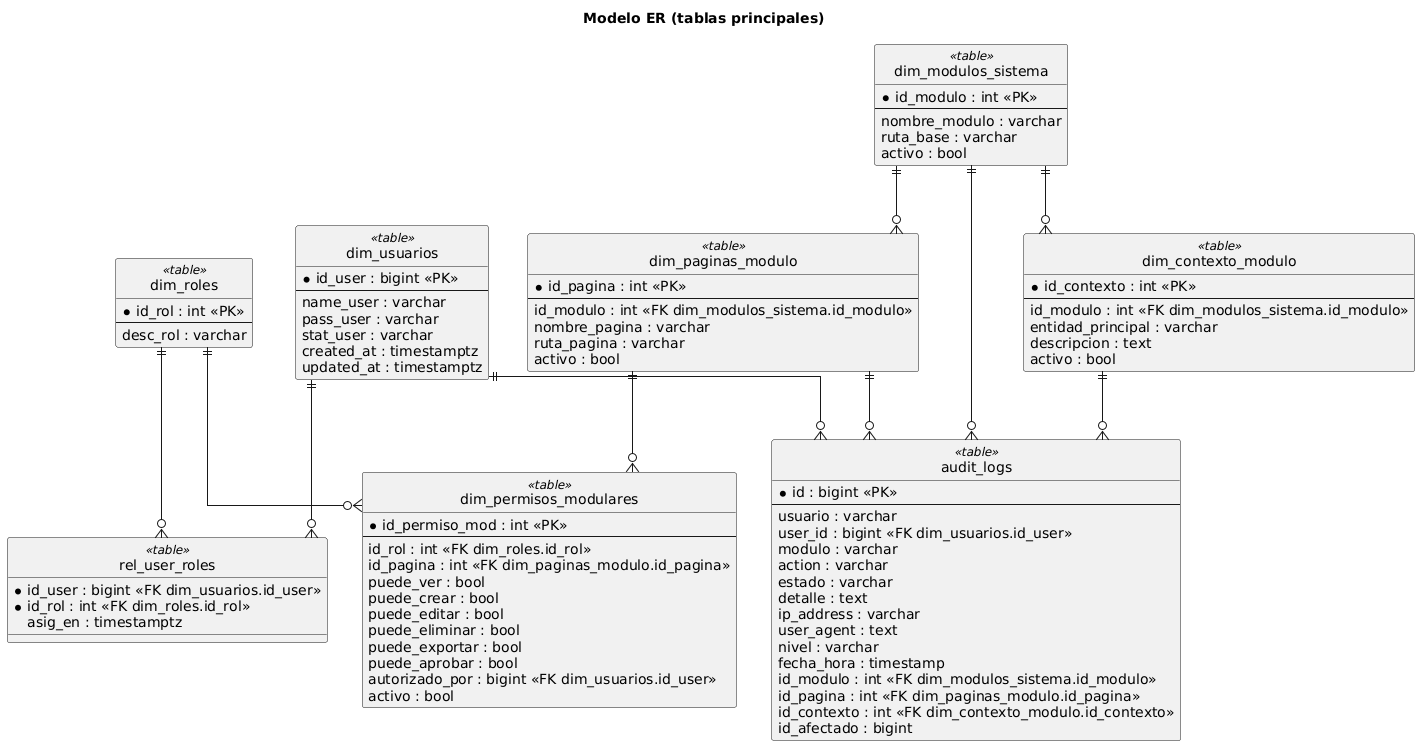 Modelo ER (tablas principales)
«table»
dim_modulos_sistema
id_modulo : int «PK»
nombre_modulo : varchar
ruta_base : varchar
activo : bool
«table»
dim_roles
id_rol : int «PK»
desc_rol : varchar
«table»
dim_usuarios
id_user : bigint «PK»
name_user : varchar
pass_user : varchar
stat_user : varchar
created_at : timestamptz
updated_at : timestamptz
«table»
dim_paginas_modulo
id_pagina : int «PK»
id_modulo : int «FK dim_modulos_sistema.id_modulo»
nombre_pagina : varchar
ruta_pagina : varchar
activo : bool
«table»
dim_contexto_modulo
id_contexto : int «PK»
id_modulo : int «FK dim_modulos_sistema.id_modulo»
entidad_principal : varchar
descripcion : text
activo : bool
«table»
rel_user_roles
id_user : bigint «FK dim_usuarios.id_user»
id_rol : int «FK dim_roles.id_rol»
asig_en : timestamptz
«table»
dim_permisos_modulares
id_permiso_mod : int «PK»
id_rol : int «FK dim_roles.id_rol»
id_pagina : int «FK dim_paginas_modulo.id_pagina»
puede_ver : bool
puede_crear : bool
puede_editar : bool
puede_eliminar : bool
puede_exportar : bool
puede_aprobar : bool
autorizado_por : bigint «FK dim_usuarios.id_user»
activo : bool
«table»
audit_logs
id : bigint «PK»
usuario : varchar
user_id : bigint «FK dim_usuarios.id_user»
modulo : varchar
action : varchar
estado : varchar
detalle : text
ip_address : varchar
user_agent : text
nivel : varchar
fecha_hora : timestamp
id_modulo : int «FK dim_modulos_sistema.id_modulo»
id_pagina : int «FK dim_paginas_modulo.id_pagina»
id_contexto : int «FK dim_contexto_modulo.id_contexto»
id_afectado : bigint